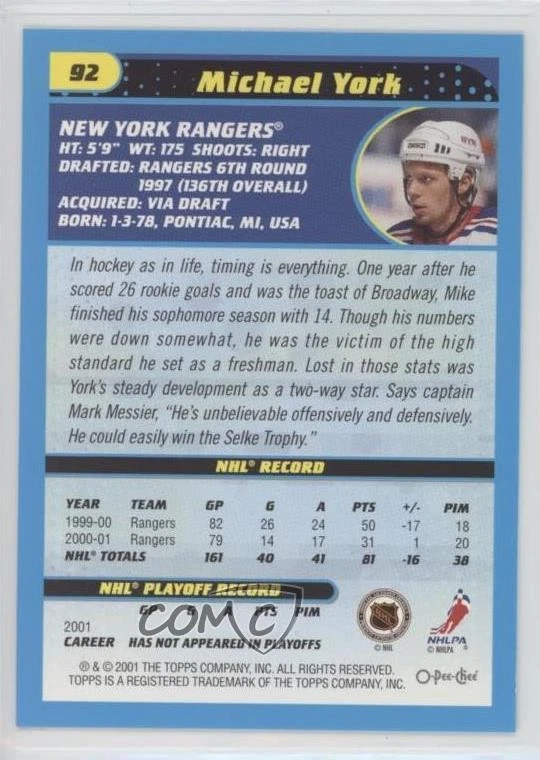 92
Michael York
NEW YORK RANGERS®
HT: 5'9" WT: 175 SHOOTS: RIGHT
DRAFTED: RANGERS 6TH ROUND
1997 (136TH OVERALL)
ACQUIRED: VIA DRAFT
BORN: 1-3-78, PONTIAC, MI, USA
In hockey as in life, timing is everything. One year after he
scored 26 rookie goals and was the toast of Broadway, Mike
finished his sophomore season with 14. Though his numbers
were down somewhat, he was the victim of the high
standard he set as a freshman. Lost in those stats was
York's steady development as a two-way star. Says captain
Mark Messier, "He's unbelievable offensively and defensively.
He could easily win the Selke Trophy."
NHL® RECORD
YEAR TEAM GP G A PTS +/- PIM
1999-00 Rangers 82 26 24 50 -17 18
2000-01 Rangers 79 14 17 31 1 20
NHL® TOTALS 161 40 41 81 -16 38
NHL® PLAYOFF RECORD
GP G A PTS PIM
2001
CAREER HAS NOT APPEARED IN PLAYOFFS
COMC
NHL
© NHL
NHLPA
© NHLPA
® & © 2001 THE TOPPS COMPANY, INC. ALL RIGHTS RESERVED.
TOPPS IS A REGISTERED TRADEMARK OF THE TOPPS COMPANY, INC.
O-Pee-Chee